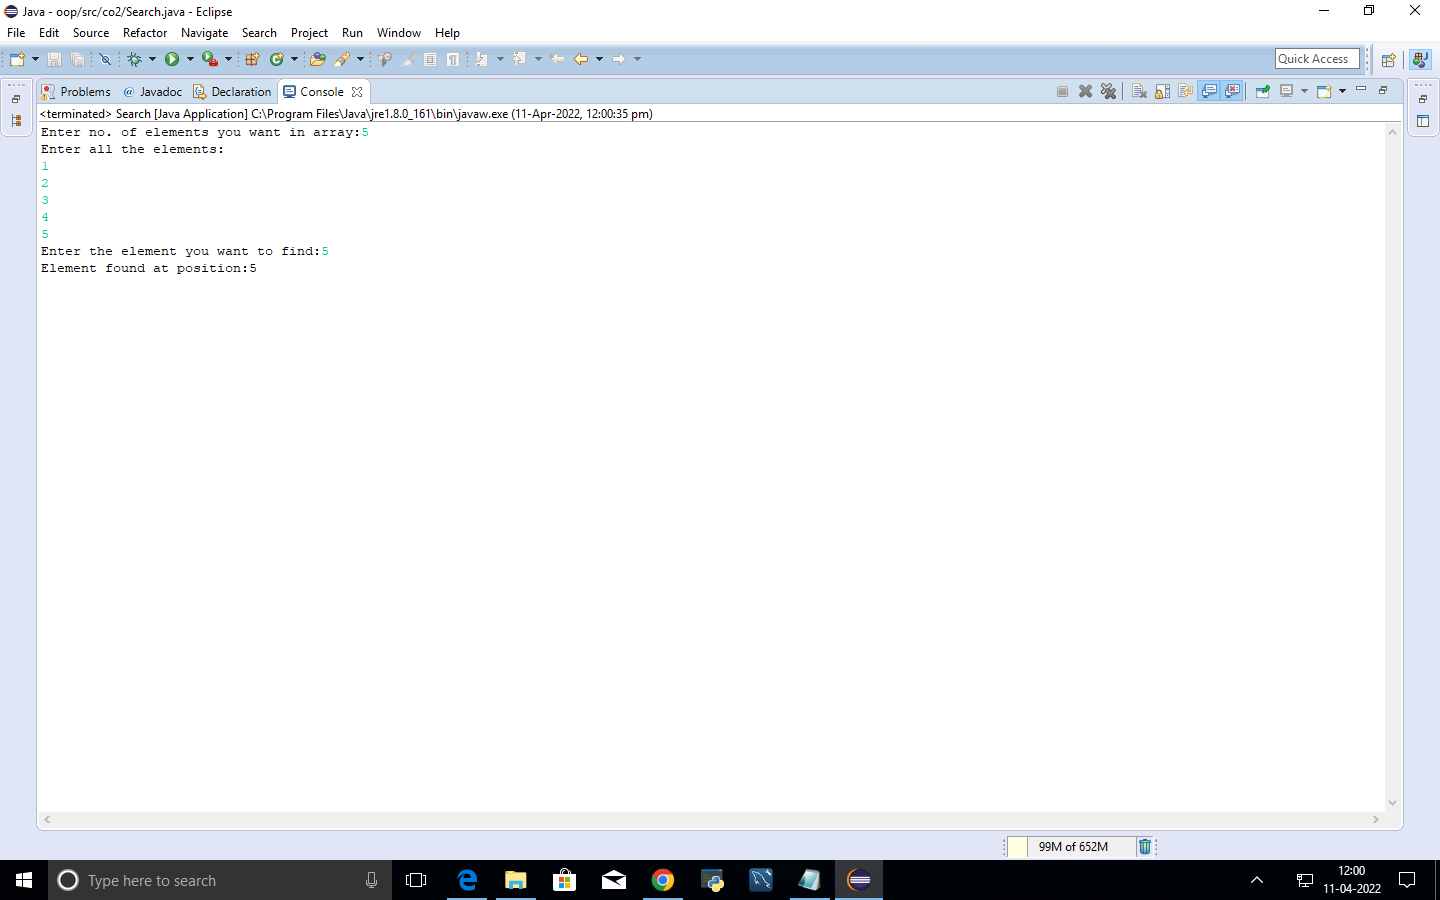 Java - oop/src/co2/Search.java - Eclipse
File Edit Source Refactor Navigate Search Project Run Window Help
Quick Access
Problems @ Javadoc Declaration Console
<terminated> Search [Java Application] C:\Program Files\Java\jre1.8.0_161\bin\javaw.exe (11-Apr-2022, 12:00:35 pm)
Enter no. of elements you want in array:5
Enter all the elements:
1
2
3
4
5
Enter the element you want to find:5
Element found at position:5
99M of 652M
Type here to search
12:00
11-04-2022